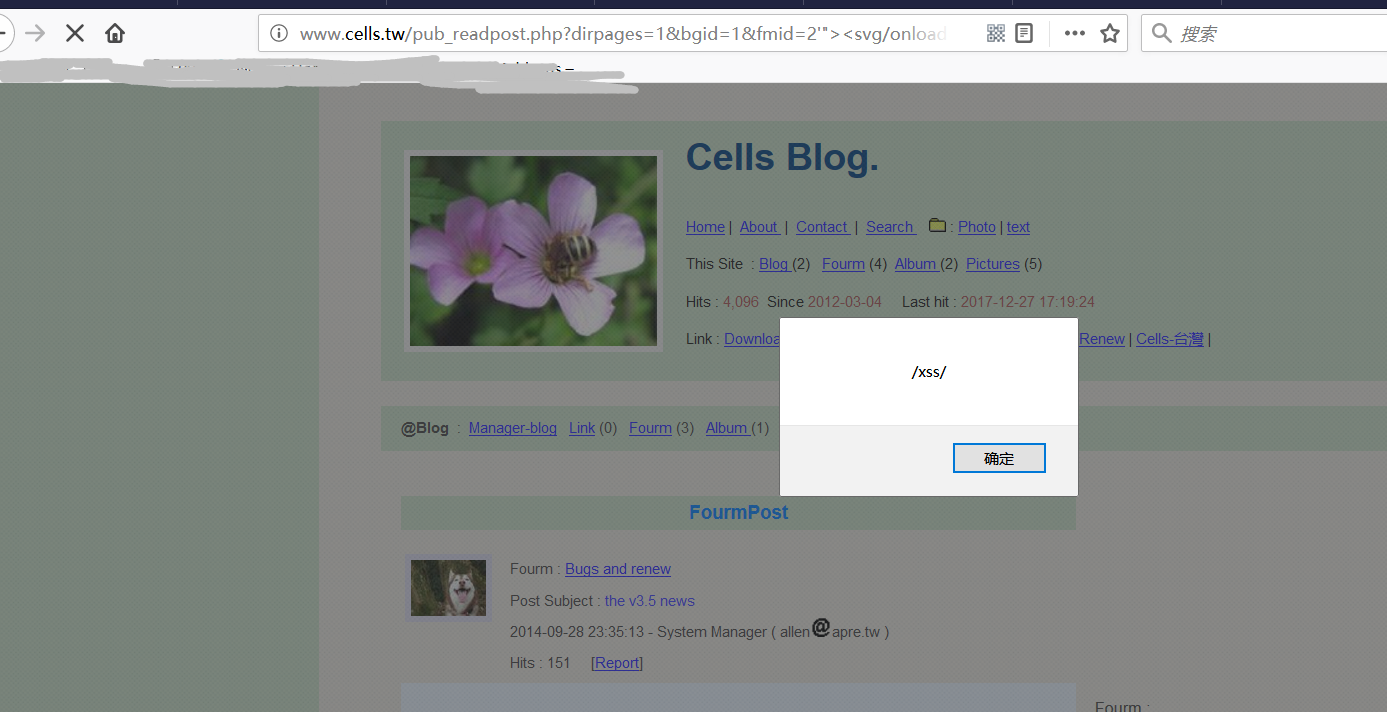 www.cells.tw/pub_readpost.php?dirpages=1&bgid=1&fmid=2'"><svg/onload
搜索
Cells Blog.
Home | About | Contact | Search : Photo | text
This Site : Blog (2) Fourm (4) Album (2) Pictures (5)
Hits : 4,096 Since 2012-03-04 Last hit : 2017-12-27 17:19:24
Link : Downloa Renew | Cells-台灣 |
/xss/
确定
@Blog : Manager-blog Link (0) Fourm (3) Album (1)
FourmPost
Fourm : Bugs and renew
Post Subject : the v3.5 news
2014-09-28 23:35:13 - System Manager ( allen@apre.tw )
Hits : 151 [Report]
Fourm :